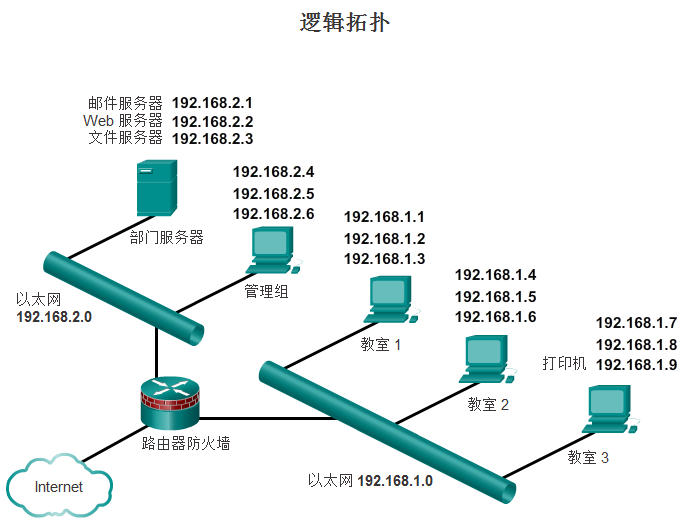 逻辑拓扑
邮件服务器 192.168.2.1
Web 服务器 192.168.2.2
文件服务器 192.168.2.3
部门服务器
192.168.2.4
192.168.2.5
192.168.2.6
管理组
192.168.1.1
192.168.1.2
192.168.1.3
教室 1
192.168.1.4
192.168.1.5
192.168.1.6
教室 2
192.168.1.7
192.168.1.8
打印机 192.168.1.9
教室 3
以太网
192.168.2.0
路由器防火墙
以太网 192.168.1.0
Internet